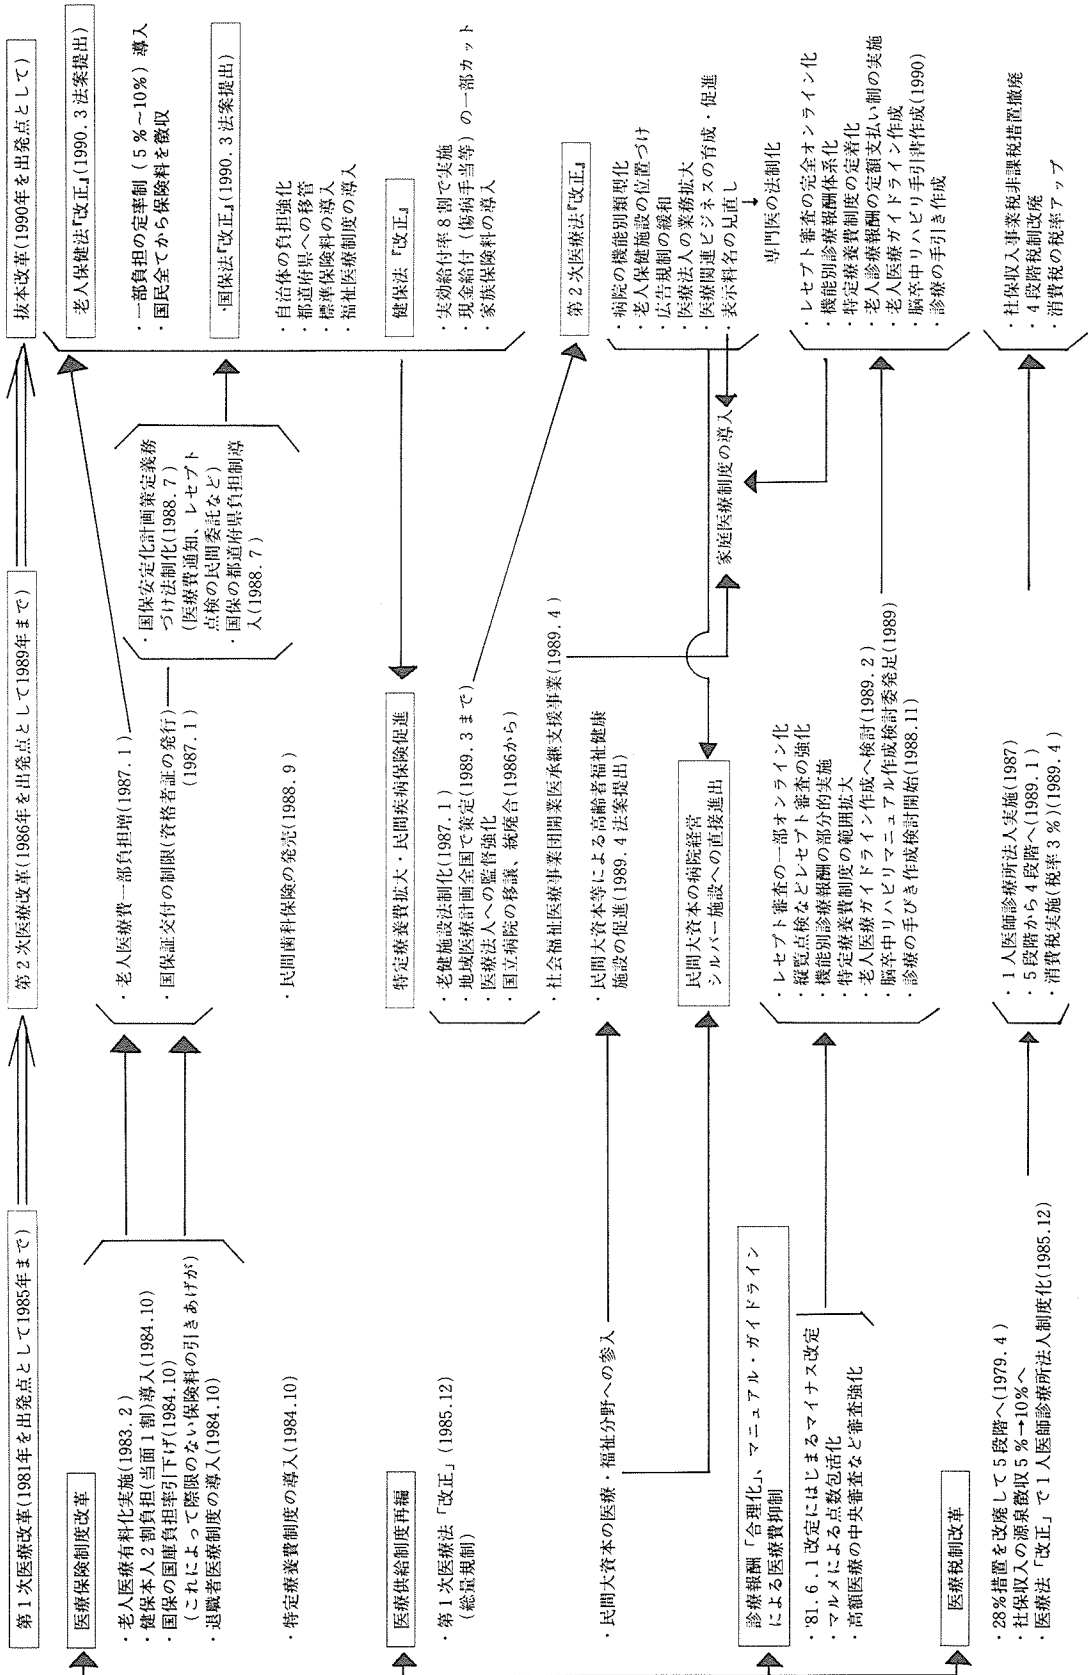 第1次医療改革(1981年を出発点として1985年まで)
第2次医療改革(1986年を出発点として1989年まで)
抜本改革(1990年を出発点として)
医療保険制度改革
・老人医療有料化実施(1983.2)
・健保本人2割負担(当面1割)導入(1984.10)
・国保の国庫負担率引下げ(1984.10)
(これによって際限のない保険料の引きあげが)
・退職者医療制度の導入(1984.10)
・特定療養費制度の導入(1984.10)
・老人医療費一部負担増(1987.1)
・国保証交付の制限(資格者証の発行)
(1987.1)
・国保安定化計画策定義務
づけ法制化(1988.7)
(医療費通知、レセプト
点検の民間委託など)
・国保の都道府県負担制導
入(1988.7)
・民間歯科保険の発売(1988.9)
特定療養費拡大・民間疾病保険促進
老人保健法『改正』(1990.3法案提出)
・一部負担の定率制(5%~10%)導入
・国民全てから保険料を徴収
・国保法『改正』(1990.3法案提出)
・自治体の負担強化
・都道府県への移管
・標準保険料の導入
・福祉医療制度の導入
健保法『改正』
・実効給付率8割で実施
・現金給付(傷病手当等)の一部カット
・家族保険料の導入
医療供給制度再編
・第1次医療法「改正」(1985.12)
(総量規制)
・民間大資本の医療・福祉分野への参入
・老健施設法制化(1987.1)
・地域医療計画全国で策定(1989.3まで)
・医療法人への監督強化
・国立病院の移譲、統廃合(1986から)
・社会福祉医療事業団開業医承継支援事業(1989.4)
・民間大資本等による高齢者福祉健康
施設の促進(1989.4法案提出)
民間大資本の病院経営
シルバー施設への直接進出
家庭医療制度の導入
第2次医療法『改正』
・病院の機能別類型化
・老人保健施設の位置づけ
・広告規制の緩和
・医療法人の業務拡大
・医療関連ビジネスの育成・促進
・表示科名の見直し
専門医の法制化
診療報酬「合理化」、マニュアル・ガイドライン
による医療費抑制
・'81.6.1改定にはじまるマイナス改定
・マルメによる点数包活化
・高額医療の中央審査など審査強化
・レセプト審査の一部オンライン化
・縦覧点検などレセプト審査の強化
・機能別診療報酬の部分的実施
・特定療養費制度の範囲拡大
・老人医療ガイドライン作成へ検討(1989.2)
・脳卒中リハビリマニュアル作成検討委発足(1989)
・診療の手びき作成検討開始(1988.11)
・レセプト審査の完全オンライン化
・機能別診療報酬体系化
・特定療養費制度の定着化
・老人診療報酬の定額支払い制の実施
・老人医療ガイドライン作成
・脳卒中リハビリ手引書作成(1990)
・診療の手引き作成
医療税制改革
・28%措置を改廃して5段階へ(1979.4)
・社保収入の源泉徴収5%→10%へ
・医療法「改正」で1人医師診療所法人制度化(1985.12)
・1人医師診療所法人実施(1987)
・5段階から4段階へ(1989.1)
・消費税実施(税率3%)(1989.4)
・社保収入事業税非課税措置撤廃
・4段階税制改廃
・消費税の税率アップ